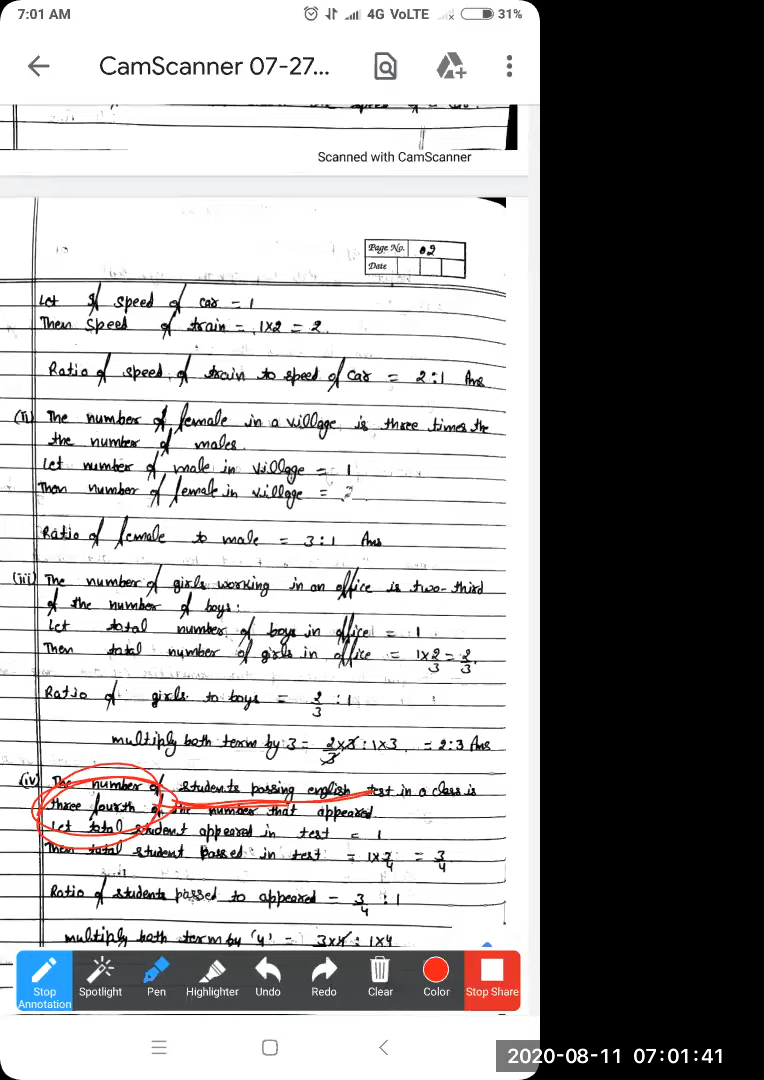 7:01 AM
4G VoLTE 31%
CamScanner 07-27...
Scanned with CamScanner
Page No. 02
Date
Let speed of car = 1
Then speed of train = 1x2 = 2
Ratio of speed of train to speed of car = 2:1 Ans
(ii) The number of female in a village is three times the
the number of males.
Let number of male in village = 1
Then number of female in village = 3
Ratio of female to male = 3:1 Ans
(iii) The number of girls working in an office is two-third
of the number of boys:
Let total number of boys in office = 1
Then total number of girls in office = 1x2/3 = 2/3.
Ratio of girls to boys = 2/3 : 1
multiply both term by 3 = 2x3/3 : 1x3 = 2:3 Ans
(iv) The number of students passing english test in a class is
three fourth of the number that appeared.
Let total student appeared in test = 1
Then total student passed in test = 1x3/4 = 3/4
Ratio of students passed to appeared = 3/4 : 1
multiply both term by '4' = 3x4 : 1x4
Stop Annotation
Spotlight
Pen
Highlighter
Undo
Redo
Clear
Color
Stop Share
2020-08-11 07:01:41